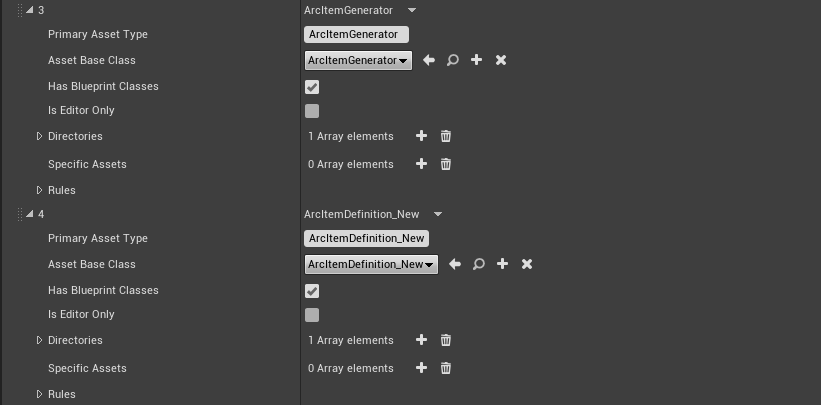 3 ArcItemGenerator
Primary Asset Type ArcItemGenerator
Asset Base Class ArcItemGenerator
Has Blueprint Classes
Is Editor Only
Directories 1 Array elements
Specific Assets 0 Array elements
Rules
4 ArcItemDefinition_New
Primary Asset Type ArcItemDefinition_New
Asset Base Class ArcItemDefinition_New
Has Blueprint Classes
Is Editor Only
Directories 1 Array elements
Specific Assets 0 Array elements
Rules